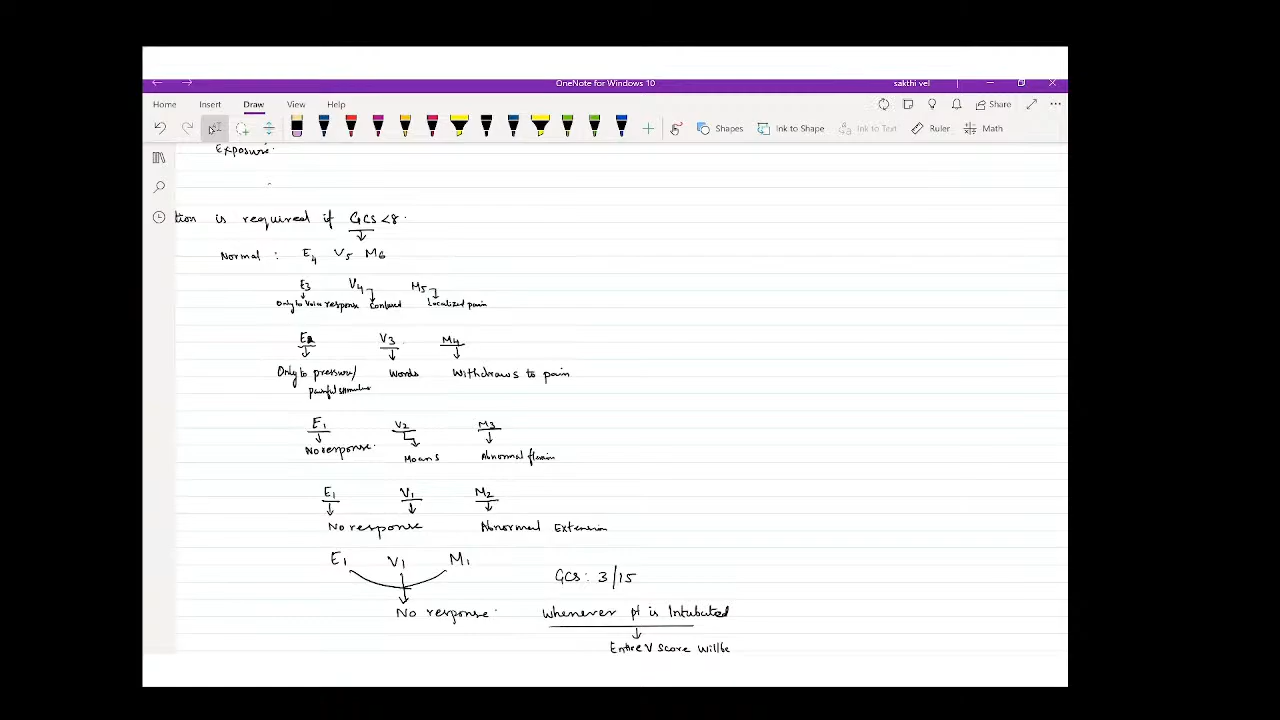 OneNote for Windows 10
sakthi vel
Home Insert Draw View Help
Share
Shapes Ink to Shape Ink to Text Ruler Math
Exposure.
tion is required if GCS <8.
Normal : E4 V5 M6
E3 V4 M5
Only to Voice response Confused Localized pain
E2 V3 M4
Only to pressure/ Words Withdraws to pain
painful stimulus
E1 V2 M3
No response. Moans Abnormal flexion
E1 V1 M2
No response Abnormal Extension
E1 V1 M1
GCS: 3/15
No response. Whenever pt is Intubated
Entire V score will be